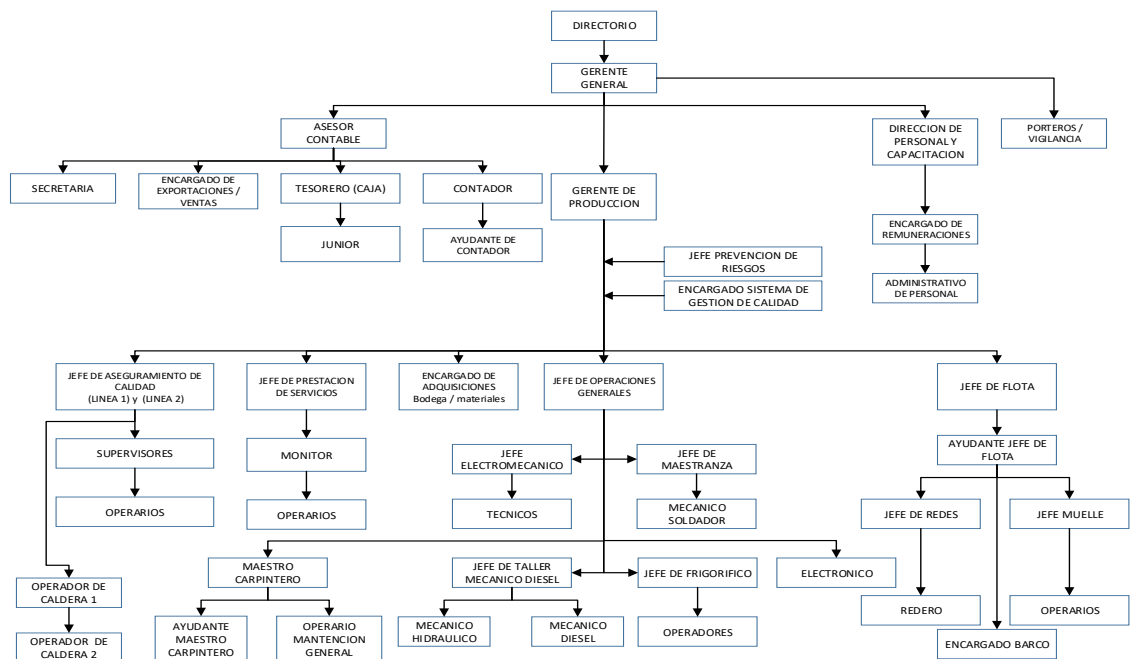 DIRECTORIO
GERENTE
GENERAL
ASESOR
CONTABLE
DIRECCION DE
PERSONAL Y
CAPACITACION
PORTEROS /
VIGILANCIA
SECRETARIA
ENCARGADO DE
EXPORTACIONES /
VENTAS
TESORERO (CAJA)
CONTADOR
GERENTE DE
PRODUCCION
JUNIOR
AYUDANTE DE
CONTADOR
ENCARGADO DE
REMUNERACIONES
JEFE PREVENCION DE
RIESGOS
ENCARGADO SISTEMA DE
GESTION DE CALIDAD
ADMINISTRATIVO
DE PERSONAL
JEFE DE ASEGURAMIENTO DE
CALIDAD
(LINEA 1) y (LINEA 2)
JEFE DE PRESTACION
DE SERVICIOS
ENCARGADO DE
ADQUISICIONES
Bodega / materiales
JEFE DE OPERACIONES
GENERALES
JEFE DE FLOTA
SUPERVISORES
MONITOR
JEFE
ELECTROMECANICO
JEFE DE
MAESTRANZA
AYUDANTE JEFE DE
FLOTA
OPERARIOS
OPERARIOS
TECNICOS
MECANICO
SOLDADOR
JEFE DE REDES
JEFE MUELLE
OPERADOR DE
CALDERA 1
MAESTRO
CARPINTERO
JEFE DE TALLER
MECANICO DIESEL
JEFE DE FRIGORIFICO
ELECTRONICO
REDERO
OPERARIOS
OPERADOR DE
CALDERA 2
AYUDANTE
MAESTRO
CARPINTERO
OPERARIO
MANTENCION
GENERAL
MECANICO
HIDRAULICO
MECANICO
DIESEL
OPERADORES
ENCARGADO BARCO